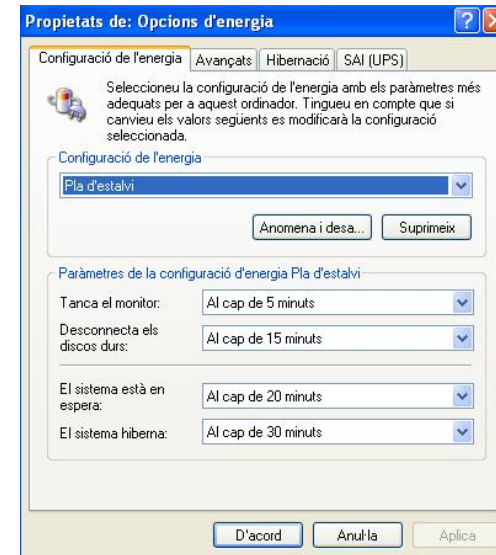 Propietats de: Opcions d'energia
Configuració de l'energia Avançats Hibernació SAI (UPS)
Seleccioneu la configuració de l'energia amb els paràmetres més
adequats per a aquest ordinador. Tingueu en compte que si
canvieu els valors següents es modificarà la configuració
seleccionada.
Configuració de l'energia
Pla d'estalvi
Anomena i desa... Suprimeix
Paràmetres de la configuració d'energia Pla d'estalvi
Tanca el monitor: Al cap de 5 minuts
Desconnecta els
discos durs: Al cap de 15 minuts
El sistema està en
espera: Al cap de 20 minuts
El sistema hiberna: Al cap de 30 minuts
D'acord Anul·la Aplica